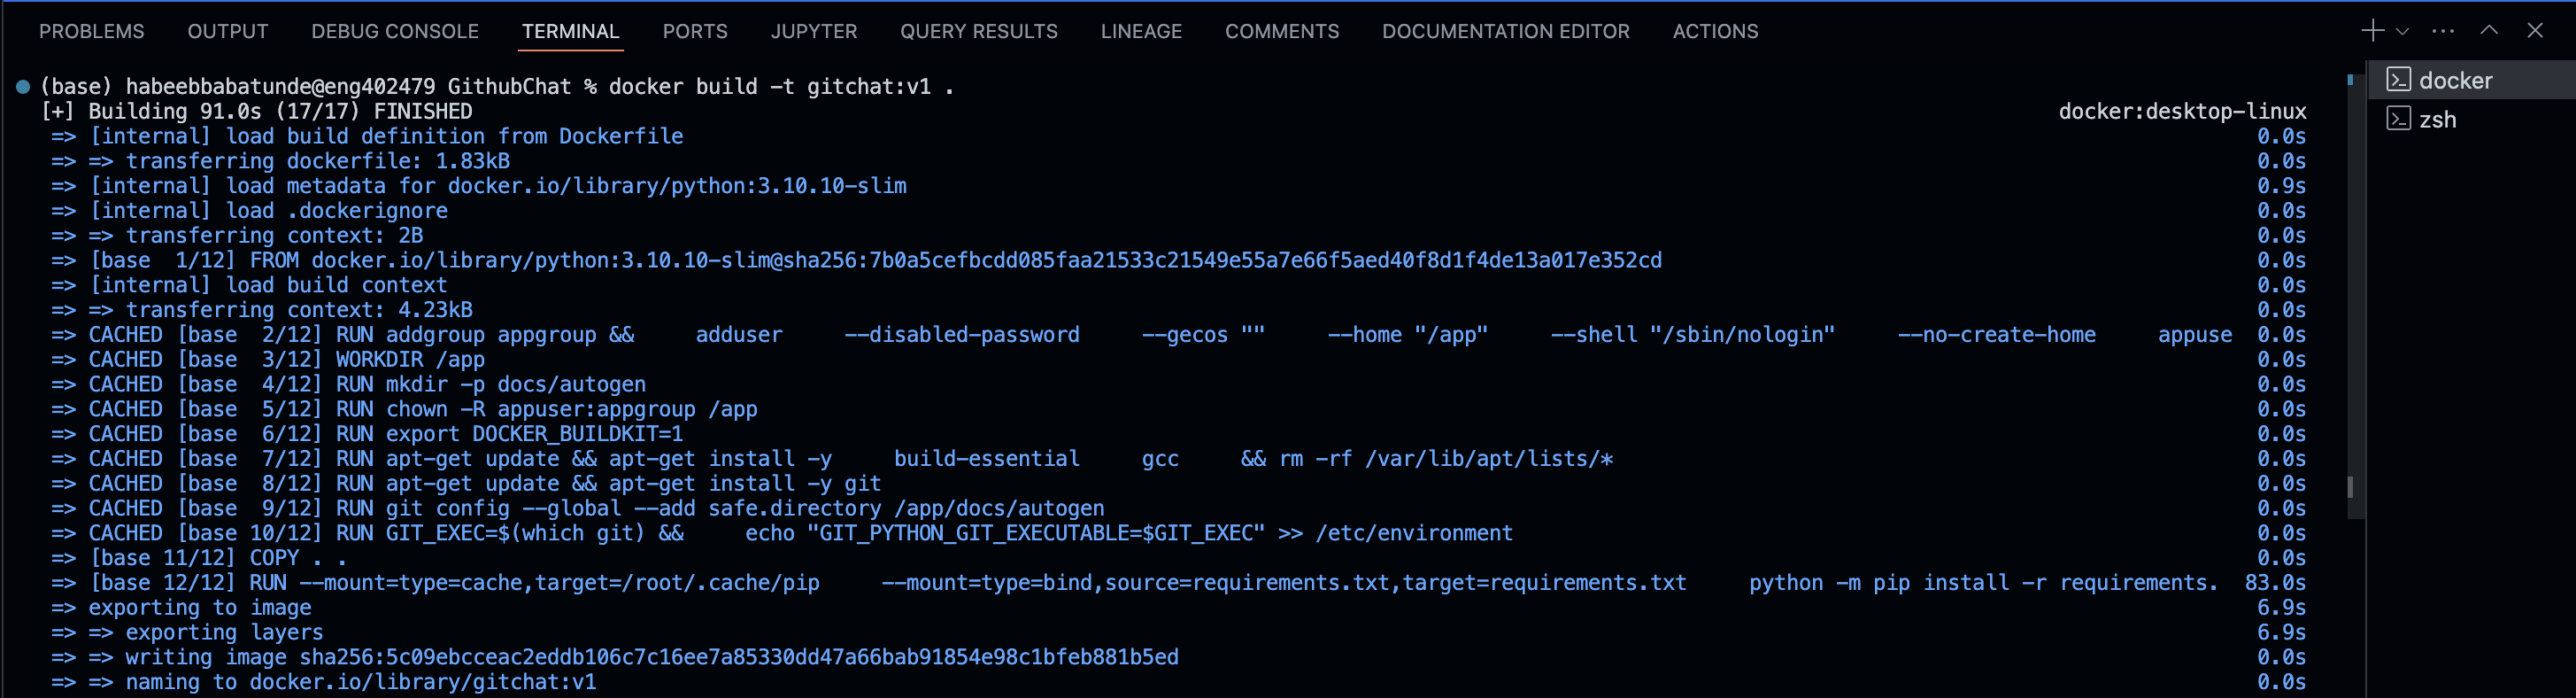 PROBLEMS OUTPUT DEBUG CONSOLE TERMINAL PORTS JUPYTER QUERY RESULTS LINEAGE COMMENTS DOCUMENTATION EDITOR ACTIONS
(base) habeebbabatunde@eng402479 GithubChat % docker build -t gitchat:v1 .
[+] Building 91.0s (17/17) FINISHED docker:desktop-linux
=> [internal] load build definition from Dockerfile 0.0s
=> => transferring dockerfile: 1.83kB 0.0s
=> [internal] load metadata for docker.io/library/python:3.10.10-slim 0.9s
=> [internal] load .dockerignore 0.0s
=> => transferring context: 2B 0.0s
=> [base  1/12] FROM docker.io/library/python:3.10.10-slim@sha256:7b0a5cefbcdd085faa21533c21549e55a7e66f5aed40f8d1f4de13a017e352cd 0.0s
=> [internal] load build context 0.0s
=> => transferring context: 4.23kB 0.0s
=> CACHED [base  2/12] RUN addgroup appgroup &&     adduser     --disabled-password     --gecos ""     --home "/app"     --shell "/sbin/nologin"     --no-create-home     appuse 0.0s
=> CACHED [base  3/12] WORKDIR /app 0.0s
=> CACHED [base  4/12] RUN mkdir -p docs/autogen 0.0s
=> CACHED [base  5/12] RUN chown -R appuser:appgroup /app 0.0s
=> CACHED [base  6/12] RUN export DOCKER_BUILDKIT=1 0.0s
=> CACHED [base  7/12] RUN apt-get update && apt-get install -y     build-essential     gcc     && rm -rf /var/lib/apt/lists/* 0.0s
=> CACHED [base  8/12] RUN apt-get update && apt-get install -y git 0.0s
=> CACHED [base  9/12] RUN git config --global --add safe.directory /app/docs/autogen 0.0s
=> CACHED [base 10/12] RUN GIT_EXEC=$(which git) &&     echo "GIT_PYTHON_GIT_EXECUTABLE=$GIT_EXEC" >> /etc/environment 0.0s
=> [base 11/12] COPY . . 0.0s
=> [base 12/12] RUN --mount=type=cache,target=/root/.cache/pip     --mount=type=bind,source=requirements.txt,target=requirements.txt     python -m pip install -r requirements. 83.0s
=> exporting to image 6.9s
=> => exporting layers 6.9s
=> => writing image sha256:5c09ebcceac2eddb106c7c16ee7a85330dd47a66bab91854e98c1bfeb881b5ed 0.0s
=> => naming to docker.io/library/gitchat:v1 0.0s
docker
zsh